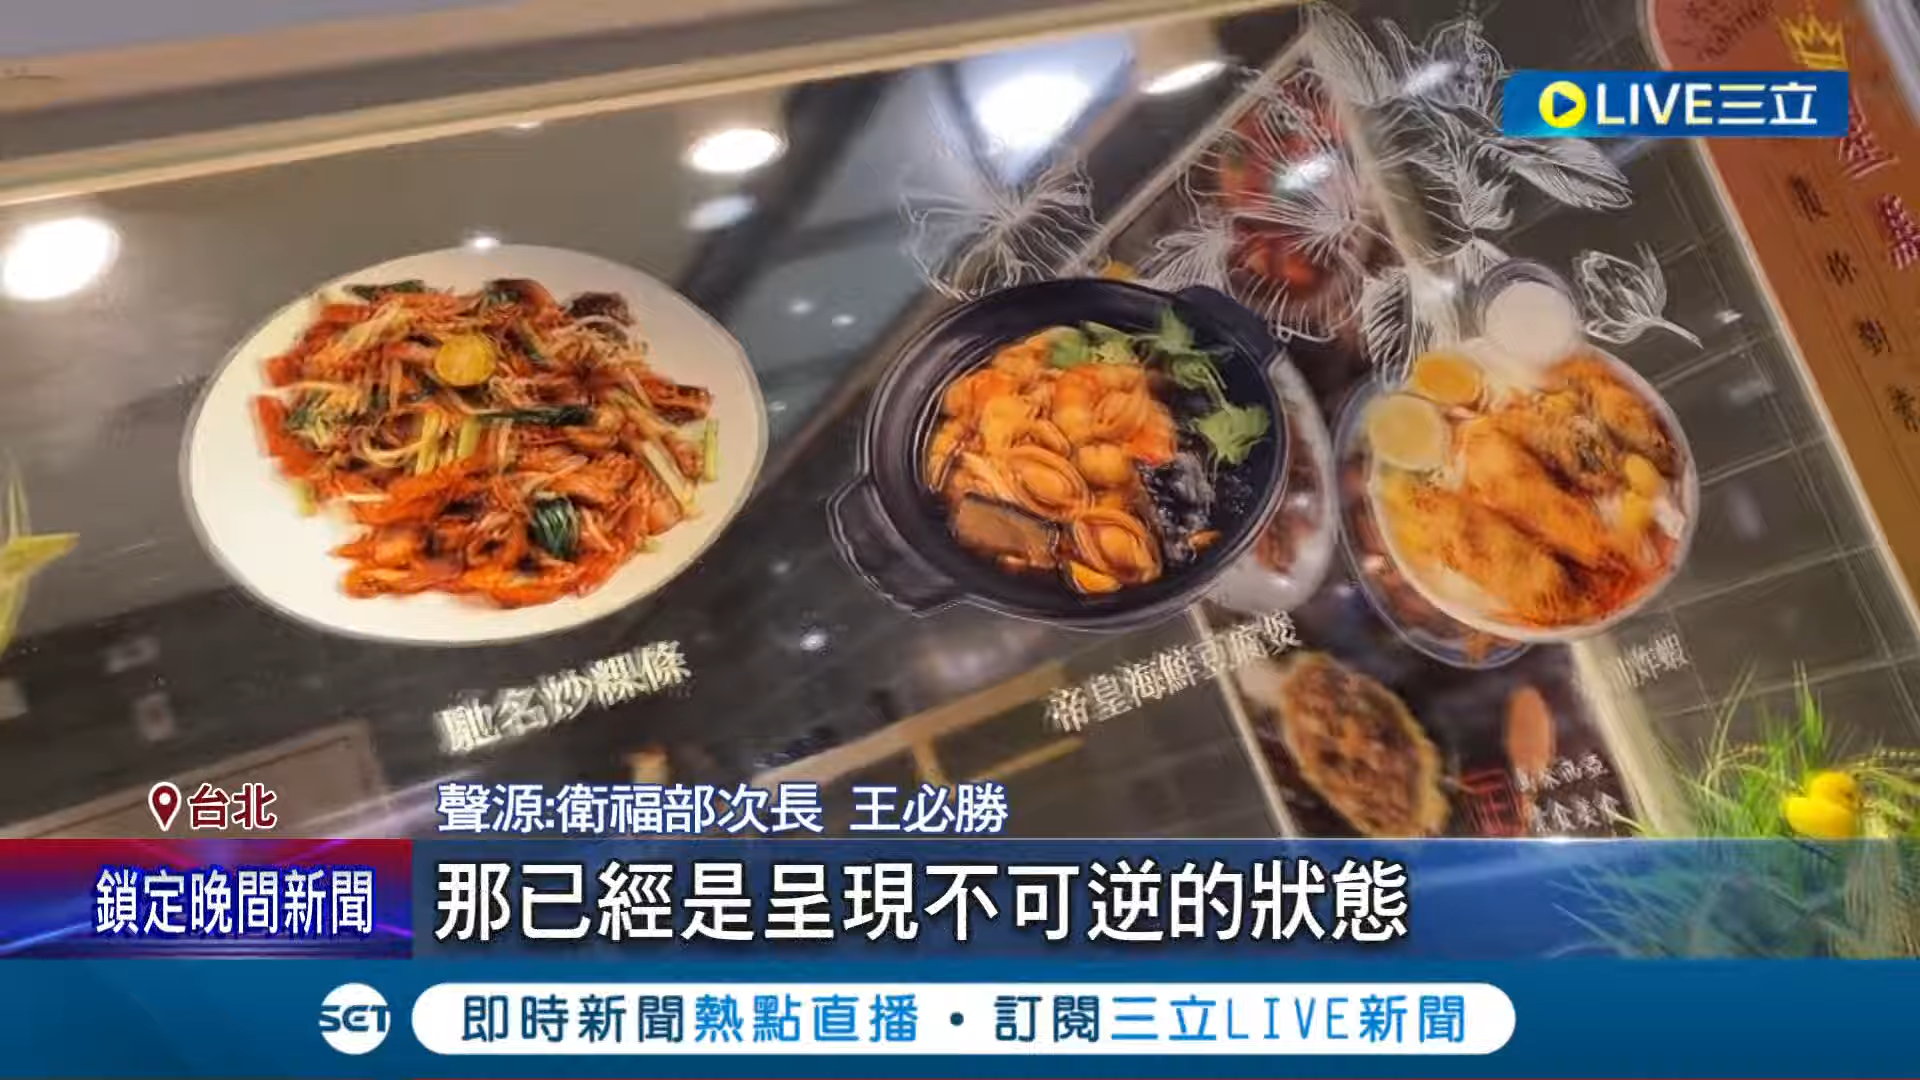 LIVE三立
馳名炒粿條
帝皇海鮮豆腐煲
台北
聲源:衛福部次長 王必勝
鎖定晚間新聞
那已經是呈現不可逆的狀態
SET
即時新聞熱點直播・訂閱三立LIVE新聞